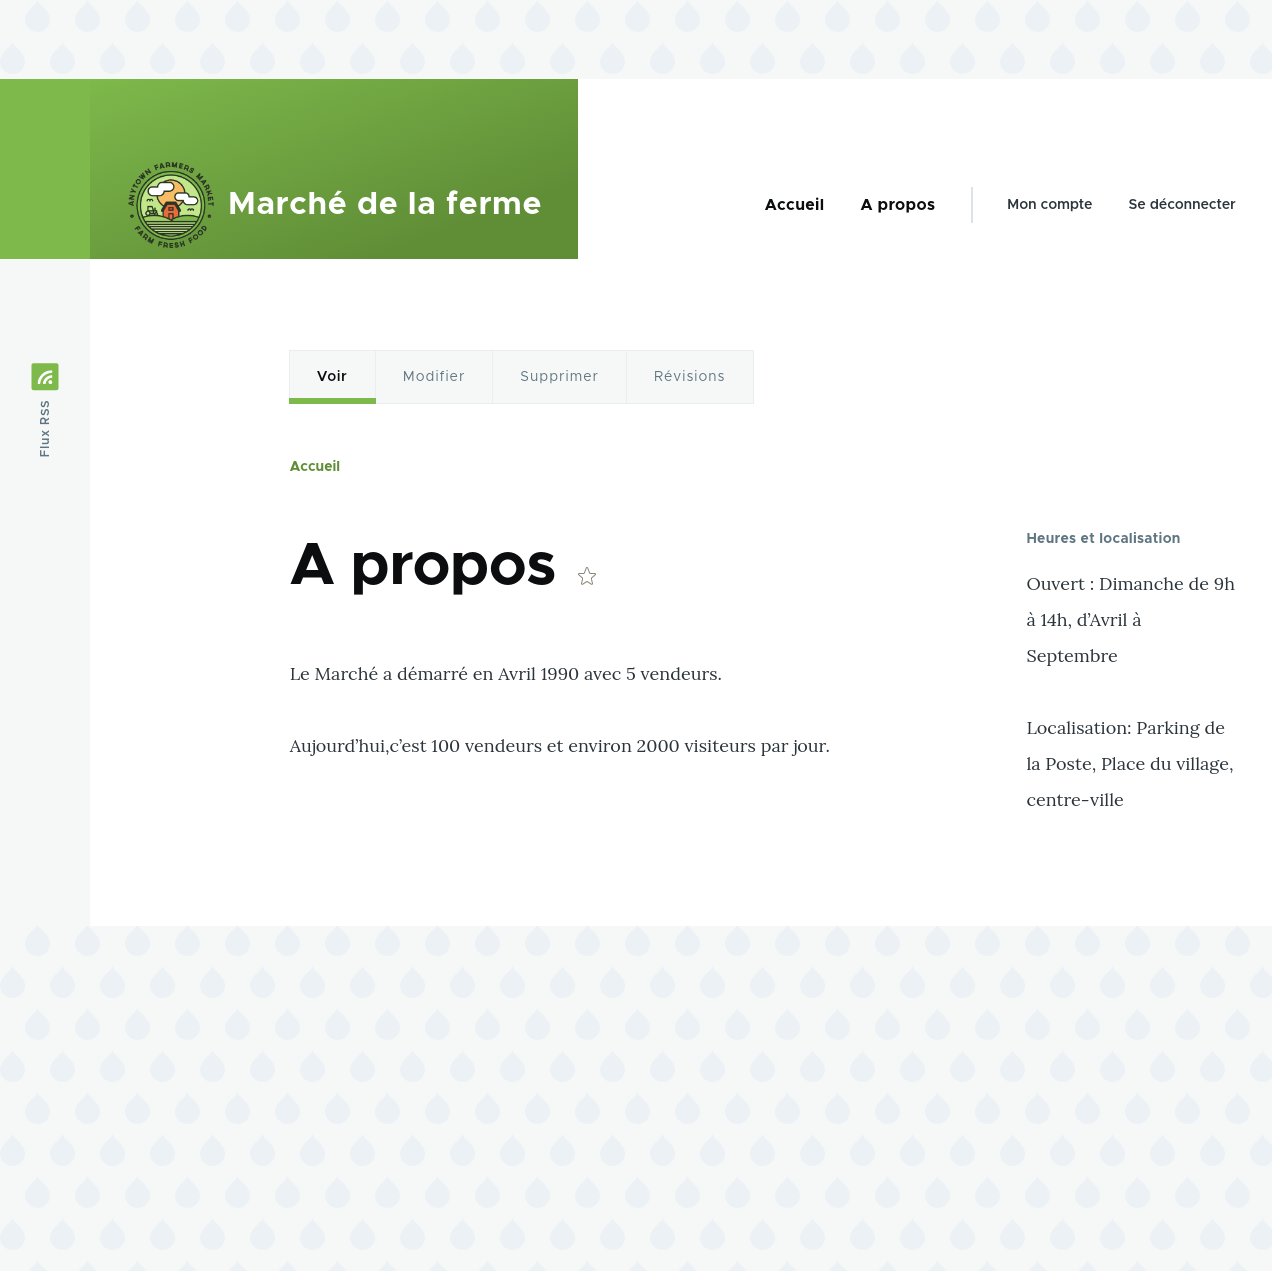 ANYTOWN FARMERS MARKET
FARM FRESH FOOD
Marché de la ferme
Accueil
A propos
Mon compte
Se déconnecter
Flux RSS
Voir
Modifier
Supprimer
Révisions
Accueil
A propos
Le Marché a démarré en Avril 1990 avec 5 vendeurs.
Aujourd’hui,c’est 100 vendeurs et environ 2000 visiteurs par jour.
Heures et localisation
Ouvert : Dimanche de 9h
à 14h, d’Avril à
Septembre
Localisation: Parking de
la Poste, Place du village,
centre-ville